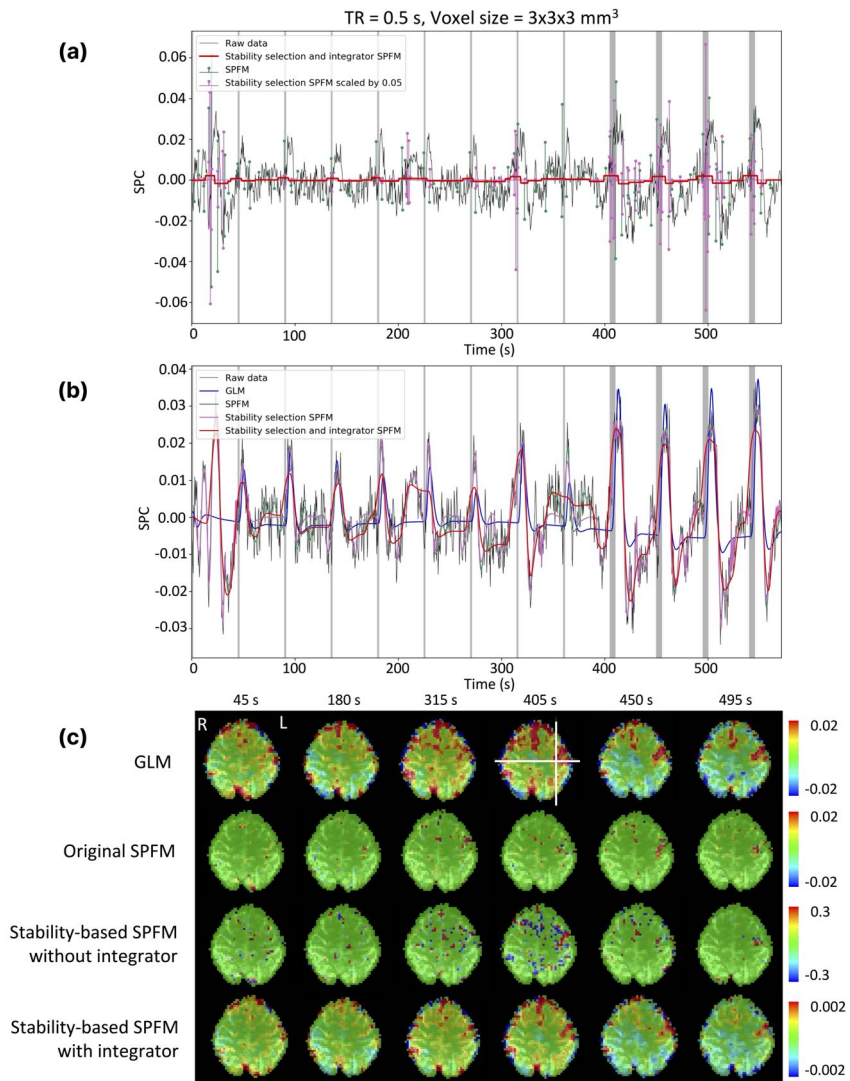 TR = 0.5 s, Voxel size = 3x3x3 mm³
(a)
0.06
0.04
0.02
0.00
-0.02
-0.04
-0.06
SPC
Raw data
Stability selection and integrator SPFM
SPFM
Stability selection SPFM scaled by 0.05
0 100 200 300 400 500
Time (s)
(b)
0.04
0.03
0.02
0.01
0.00
-0.01
-0.02
-0.03
SPC
Raw data
GLM
SPFM
Stability selection SPFM
Stability selection and integrator SPFM
0 100 200 300 400 500
Time (s)
(c)
45 s 180 s 315 s 405 s 450 s 495 s
R L
GLM
0.02
-0.02
Original SPFM
0.02
-0.02
Stability-based SPFM
without integrator
0.3
-0.3
Stability-based SPFM
with integrator
0.002
-0.002